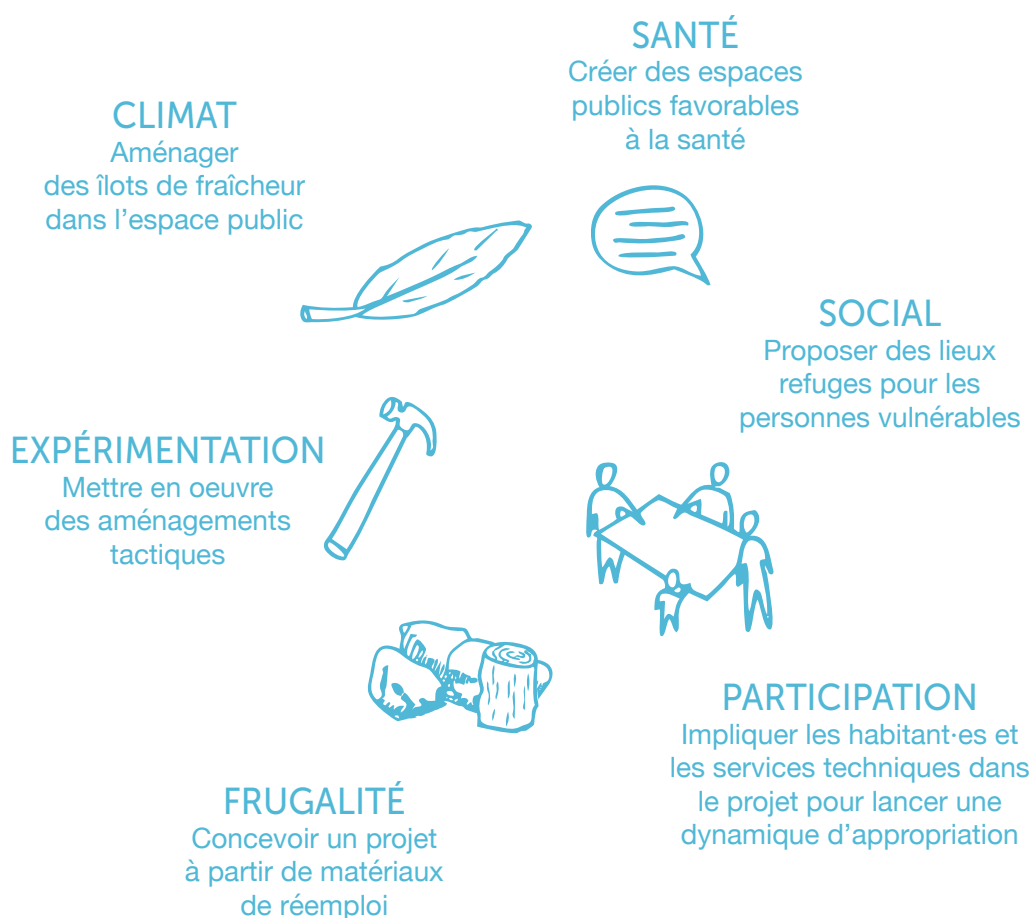 SANTÉ
Créer des espaces
publics favorables
à la santé
CLIMAT
Aménager
des îlots de fraîcheur
dans l’espace public
SOCIAL
Proposer des lieux
refuges pour les
personnes vulnérables
EXPÉRIMENTATION
Mettre en oeuvre
des aménagements
tactiques
PARTICIPATION
Impliquer les habitant·es et
les services techniques dans
le projet pour lancer une
dynamique d’appropriation
FRUGALITÉ
Concevoir un projet
à partir de matériaux
de réemploi